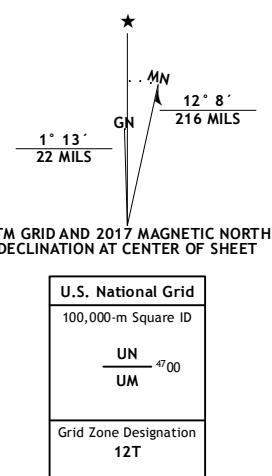 ★
MN
GN
12° 8´
216 MILS
1° 13´
22 MILS
TM GRID AND 2017 MAGNETIC NORTH
DECLINATION AT CENTER OF SHEET
U.S. National Grid
100,000-m Square ID
UN
4700
UM
Grid Zone Designation
12T